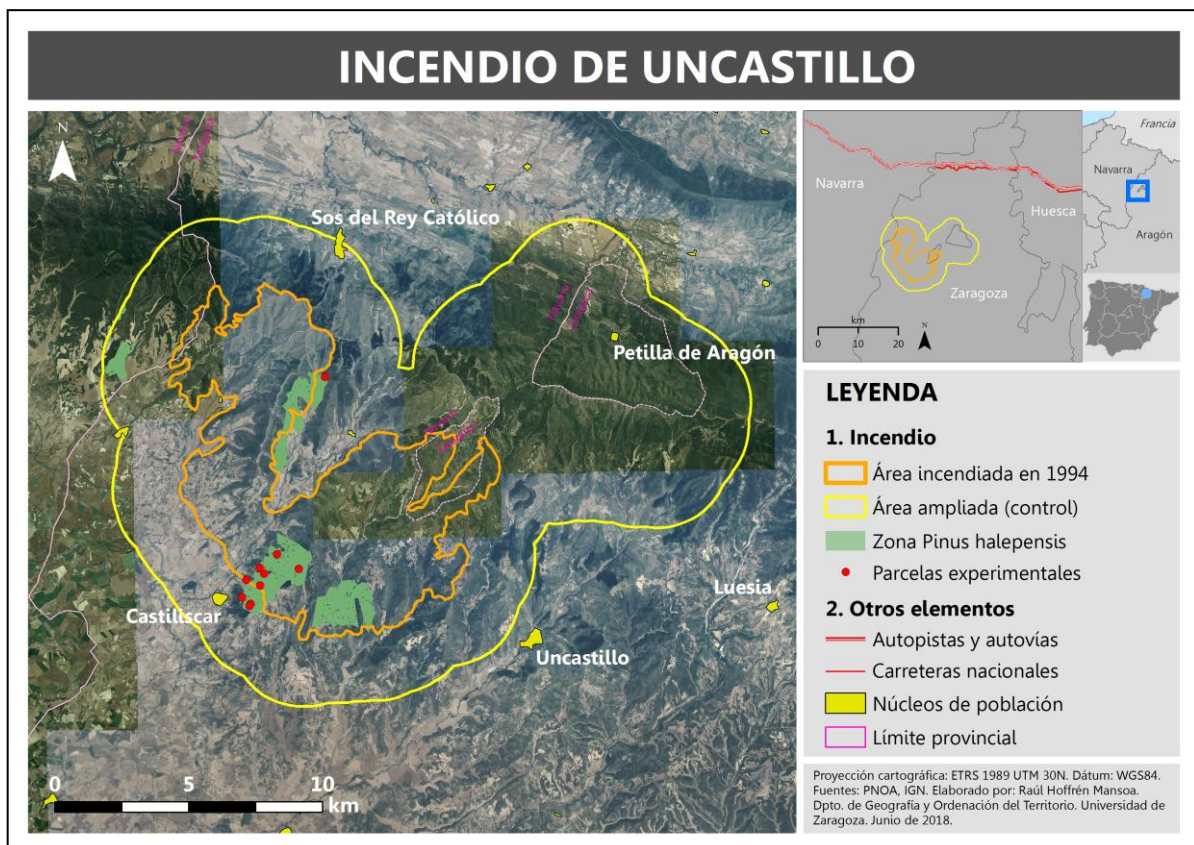 INCENDIO DE UNCASTILLO
N
Sos del Rey Católico
Petilla de Aragón
Castiliscar
Uncastillo
Luesia
0 5 10
km
Francia
Navarra
Navarra
Huesca
Aragón
Zaragoza
km
0 10 20
N
LEYENDA
1. Incendio
Área incendiada en 1994
Área ampliada (control)
Zona Pinus halepensis
Parcelas experimentales
2. Otros elementos
Autopistas y autovías
Carreteras nacionales
Núcleos de población
Límite provincial
Proyección cartográfica: ETRS 1989 UTM 30N. Dátum: WGS84.
Fuentes: PNOA, IGN. Elaborado por: Raúl Hoffrén Mansoa.
Dpto. de Geografía y Ordenación del Territorio. Universidad de
Zaragoza. Junio de 2018.